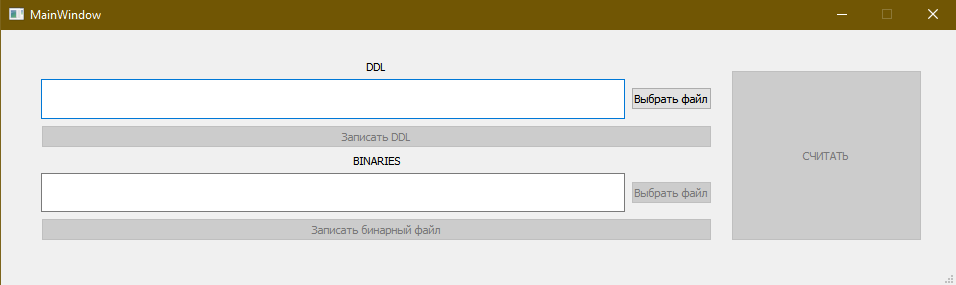 MainWindow
DDL
Выбрать файл
Записать DDL
BINARIES
Выбрать файл
Записать бинарный файл
СЧИТАТЬ